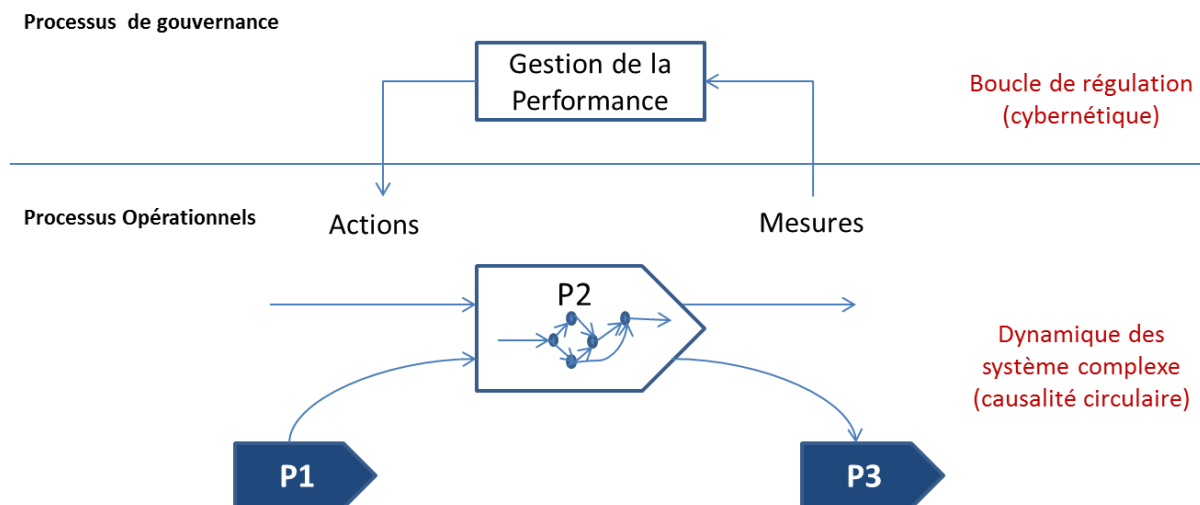 Processus  de gouvernance
Gestion de la
Performance
Boucle de régulation
(cybernétique)
Processus Opérationnels
Actions
Mesures
P2
Dynamique des
système complexe
(causalité circulaire)
P1
P3